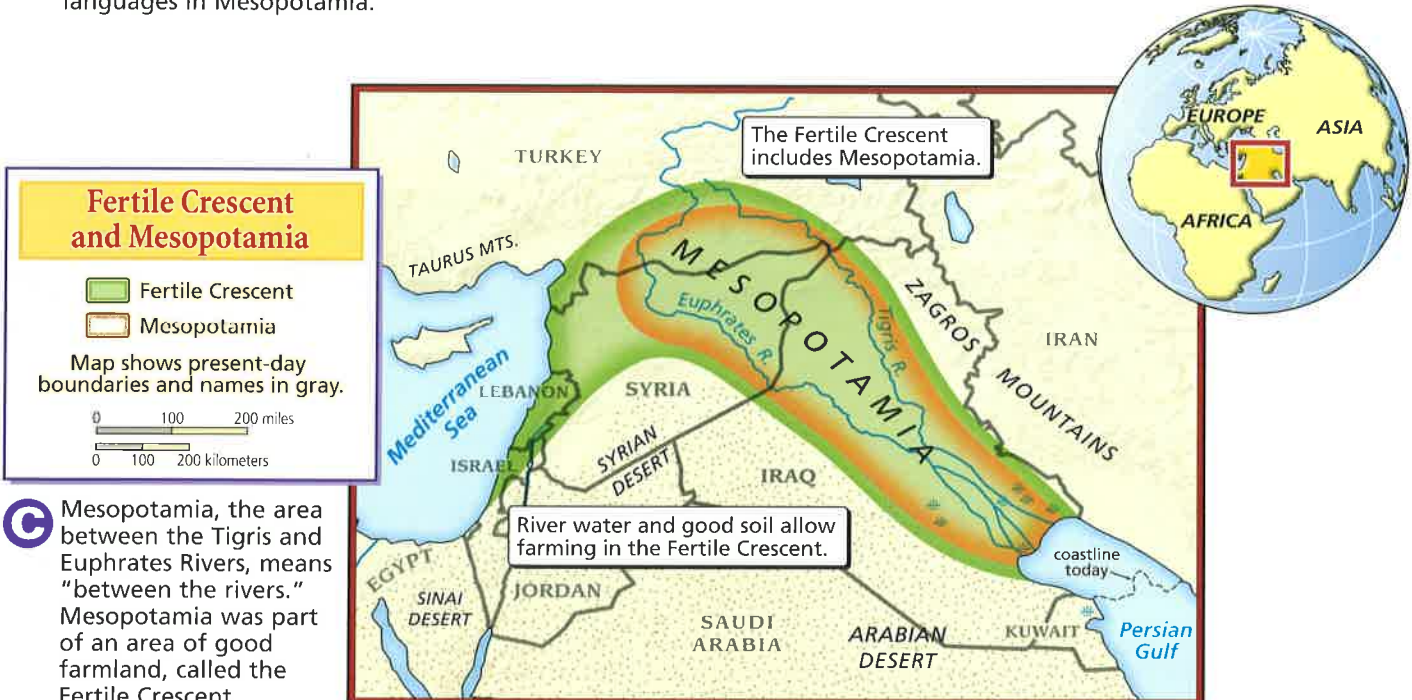 languages in Mesopotamia.
Fertile Crescent
and Mesopotamia
Fertile Crescent
Mesopotamia
Map shows present-day
boundaries and names in gray.
0 100 200 miles
0 100 200 kilometers
C
Mesopotamia, the area
between the Tigris and
Euphrates Rivers, means
"between the rivers."
Mesopotamia was part
of an area of good
farmland, called the
Fertile Crescent
The Fertile Crescent
includes Mesopotamia.
TURKEY
TAURUS MTS.
MESOPOTAMIA
Euphrates R.
Tigris R.
ZAGROS MOUNTAINS
IRAN
Mediterranean
Sea
LEBANON
SYRIA
ISRAEL
SYRIAN
DESERT
IRAQ
River water and good soil allow
farming in the Fertile Crescent.
coastline
today
EGYPT
SINAI
DESERT
JORDAN
SAUDI
ARABIA
ARABIAN
DESERT
KUWAIT
Persian
Gulf
EUROPE
ASIA
AFRICA